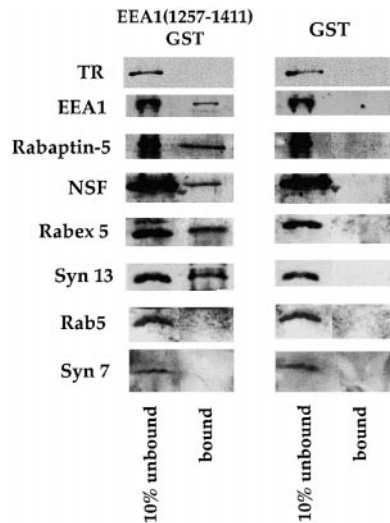 EEA1(1257-1411)
GST
GST
TR
EEA1
Rabaptin-5
NSF
Rabex 5
Syn 13
Rab5
Syn 7
10% unbound
bound
10% unbound
bound